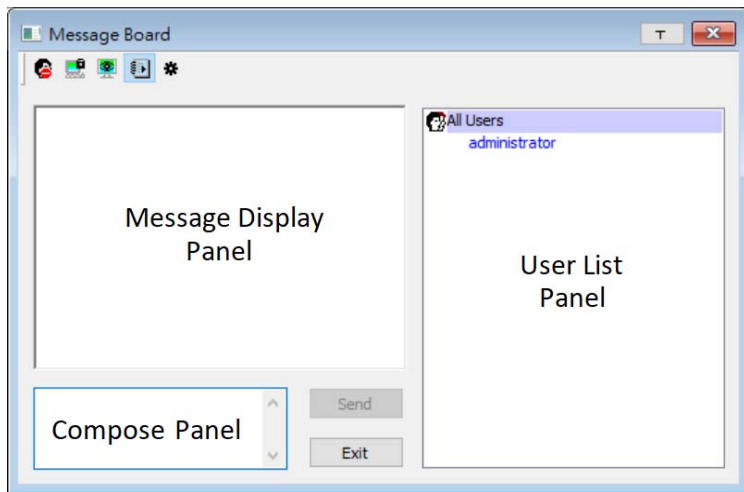 Message Board
T
All Users
administrator
Message Display
Panel
User List
Panel
Compose Panel
Send
Exit